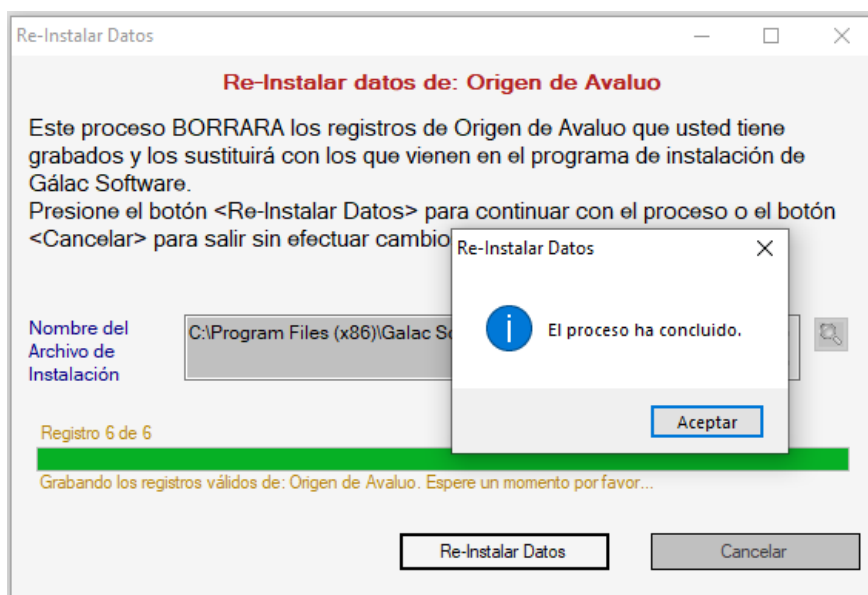 Re-Instalar Datos
Re-Instalar datos de: Origen de Avaluo
Este proceso BORRARA los registros de Origen de Avaluo que usted tiene
grabados y los sustituirá con los que vienen en el programa de instalación de
Gálac Software.
Presione el botón <Re-Instalar Datos> para continuar con el proceso o el botón
<Cancelar> para salir sin efectuar cambio
Re-Instalar Datos
El proceso ha concluido.
Aceptar
Nombre del
Archivo de
Instalación
C:\Program Files (x86)\Galac
Registro 6 de 6
Grabando los registros válidos de: Origen de Avaluo. Espere un momento por favor...
Re-Instalar Datos
Cancelar